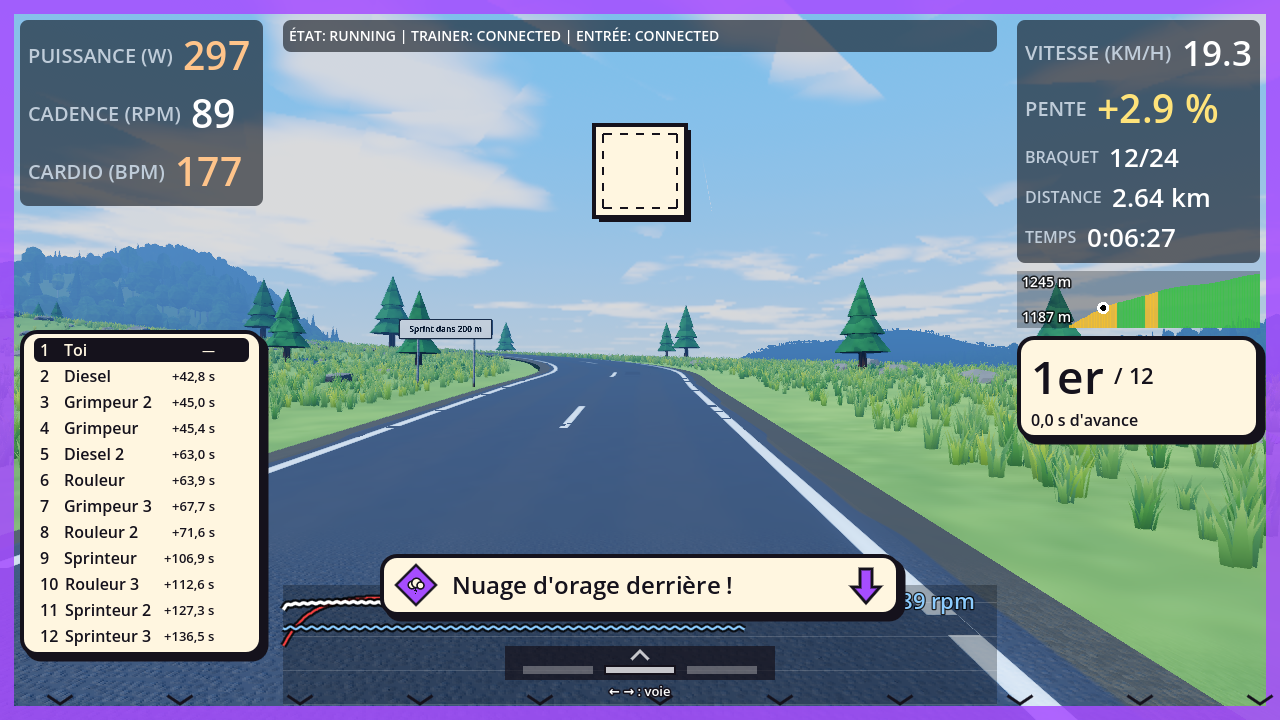 PUISSANCE (W) 297
CADENCE (RPM) 89
CARDIO (BPM) 177
ÉTAT: RUNNING | TRAINER: CONNECTED | ENTRÉE: CONNECTED
VITESSE (KM/H) 19.3
PENTE +2.9 %
BRAQUET 12/24
DISTANCE 2.64 km
TEMPS 0:06:27
1245 m
1187 m
1er / 12
0,0 s d'avance
Sprint dans 200 m
1 Toi —
2 Diesel +42,8 s
3 Grimpeur 2 +45,0 s
4 Grimpeur +45,4 s
5 Diesel 2 +63,0 s
6 Rouleur +63,9 s
7 Grimpeur 3 +67,7 s
8 Rouleur 2 +71,6 s
9 Sprinteur +106,9 s
10 Rouleur 3 +112,6 s
11 Sprinteur 2 +127,3 s
12 Sprinteur 3 +136,5 s
Nuage d'orage derrière !
89 rpm
← → : voie